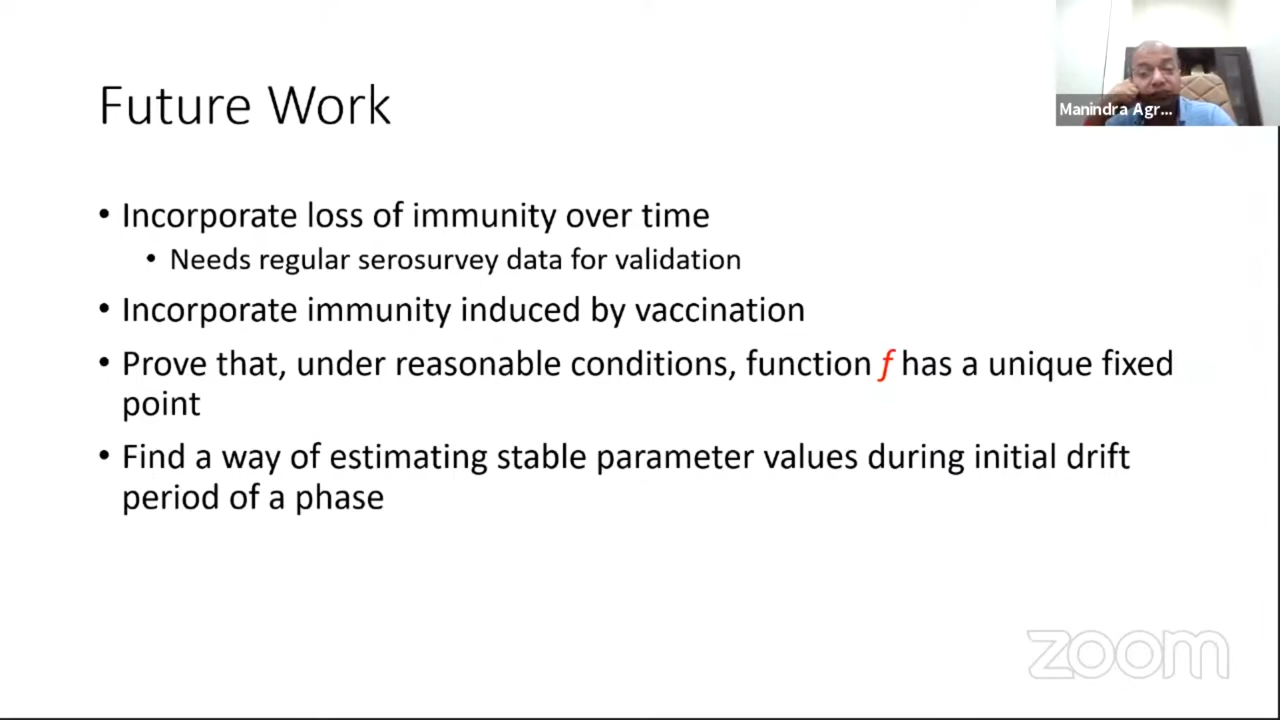 Manindra Agr...
Future Work
• Incorporate loss of immunity over time
• Needs regular serosurvey data for validation
• Incorporate immunity induced by vaccination
• Prove that, under reasonable conditions, function f has a unique fixed
point
• Find a way of estimating stable parameter values during initial drift
period of a phase
zoom